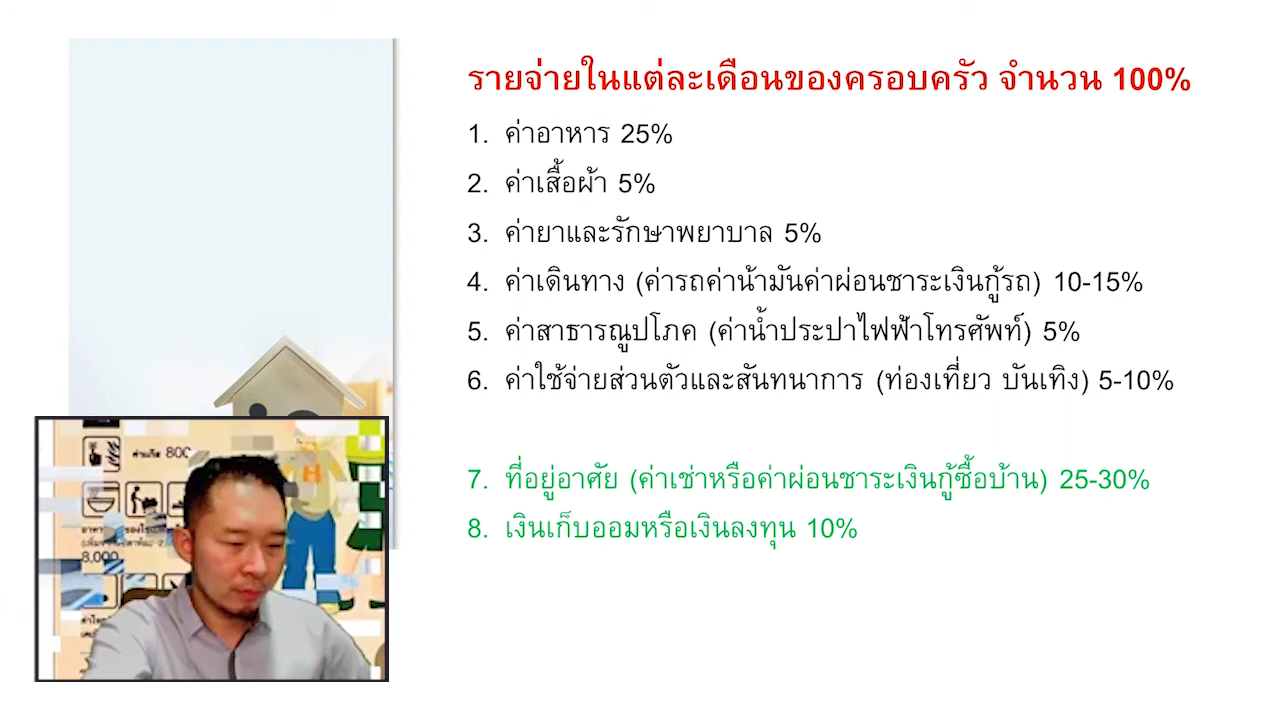 รายจ่ายในแต่ละเดือนของครอบครัว จำนวน 100%
1. ค่าอาหาร 25%
2. ค่าเสื้อผ้า 5%
3. ค่ายาและรักษาพยาบาล 5%
4. ค่าเดินทาง (ค่ารถค่าน้ามันค่าผ่อนชาระเงินกู้รถ) 10-15%
5. ค่าสาธารณูปโภค (ค่าน้ำประปาไฟฟ้าโทรศัพท์) 5%
6. ค่าใช้จ่ายส่วนตัวและสันทนาการ (ท่องเที่ยว บันเทิง) 5-10%
7. ที่อยู่อาศัย (ค่าเช่าหรือค่าผ่อนชาระเงินกู้ซื้อบ้าน) 25-30%
8. เงินเก็บออมหรือเงินลงทุน 10%
800
8,000